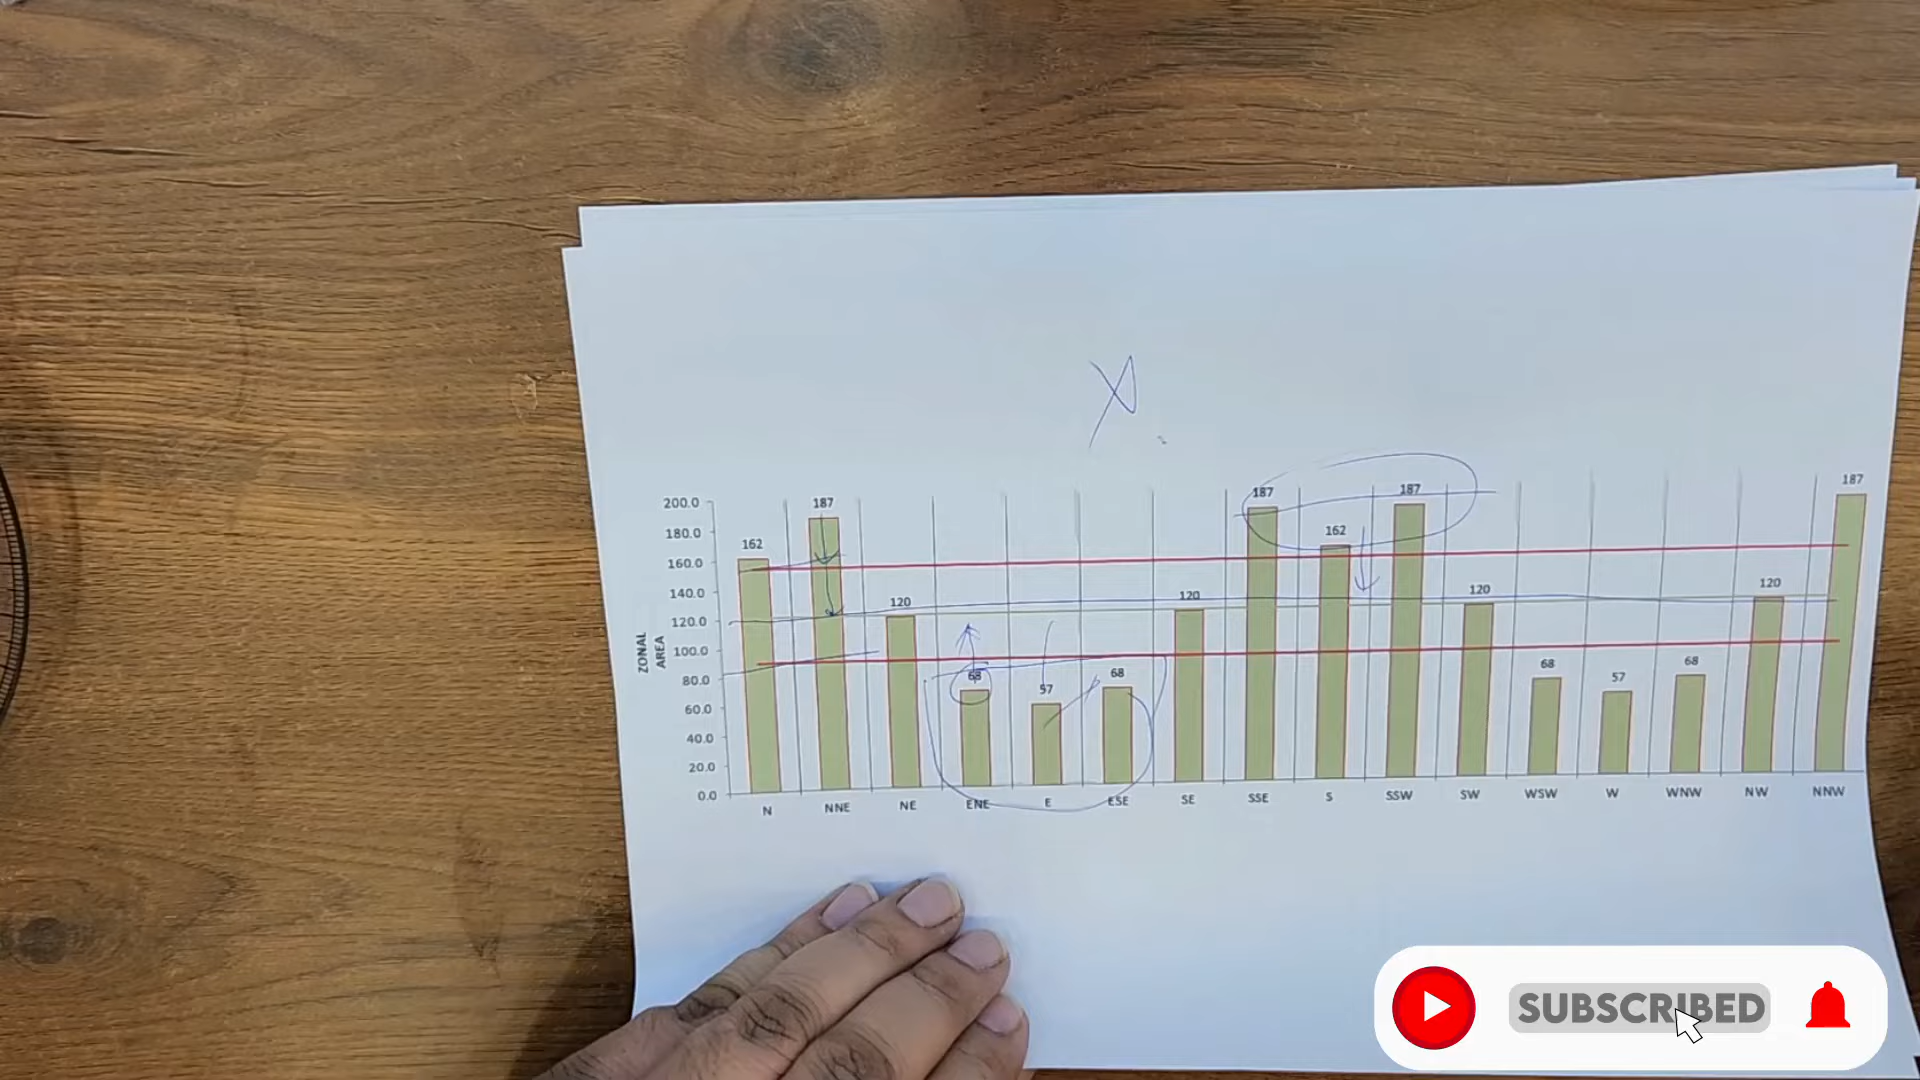 187
187 187
162 162
120 120 120 120
68 57 68 68 57 68
200.0
180.0
160.0
140.0
120.0
100.0
80.0
60.0
40.0
20.0
0.0
ZONAL
AREA
N NNE NE ENE E ESE SE SSE S SSW SW WSW W WNW NW NNW
SUBSCRIBED